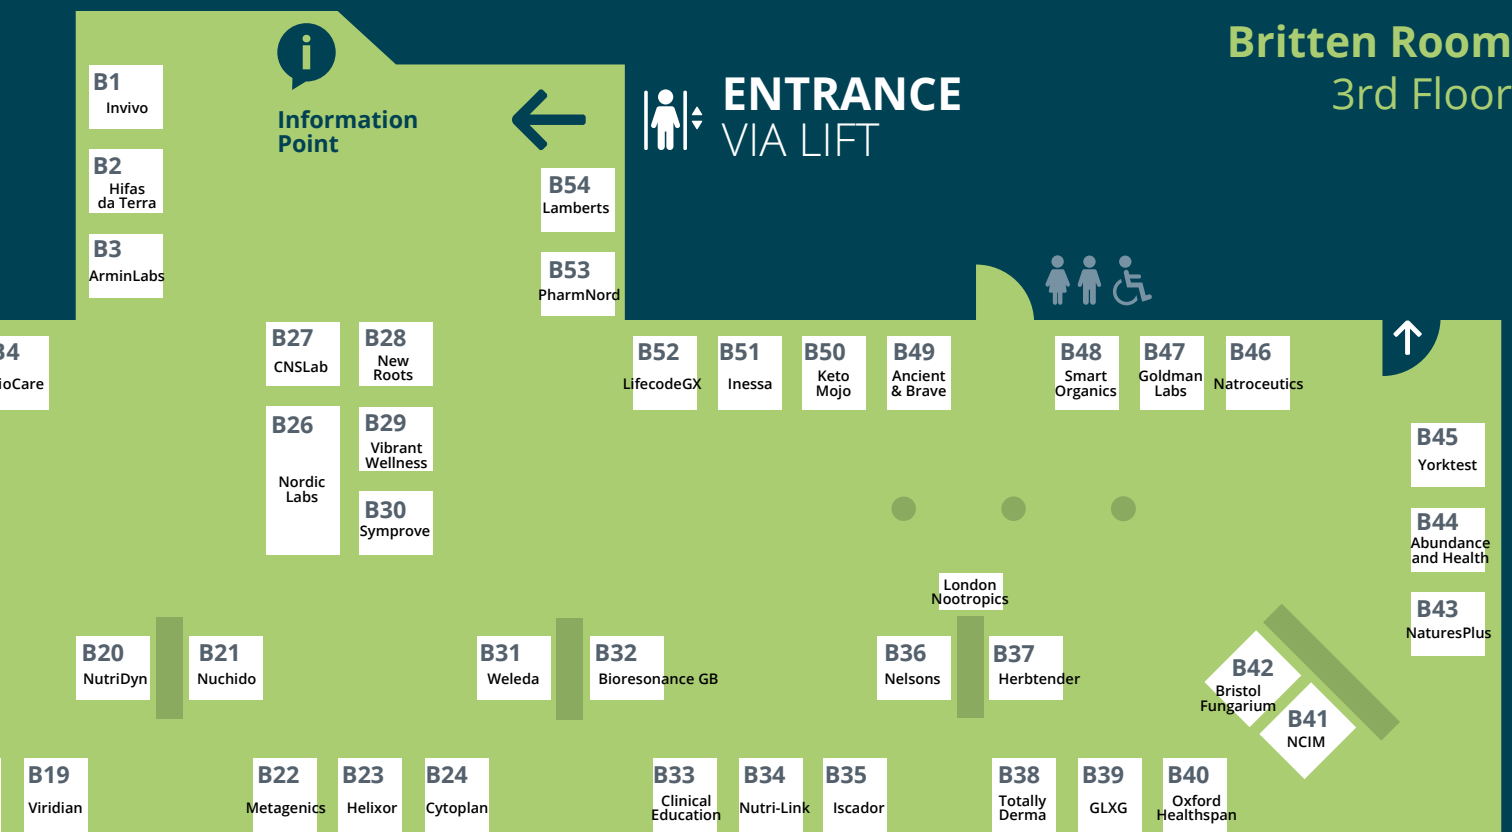 Britten Room
3rd Floor
ENTRANCE
VIA LIFT
i
Information
Point
B1
Invivo
B2
Hifas
da Terra
B3
ArminLabs
B54
Lamberts
B53
PharmNord
34
ioCare
B27
CNSLab
B28
New
Roots
B26
Nordic
Labs
B29
Vibrant
Wellness
B30
Symprove
B52
LifecodeGX
B51
Inessa
B50
Keto
Mojo
B49
Ancient
& Brave
B48
Smart
Organics
B47
Goldman
Labs
B46
Natroceutics
B45
Yorktest
B44
Abundance
and Health
B43
NaturesPlus
London
Nootropics
B20
NutriDyn
B21
Nuchido
B31
Weleda
B32
Bioresonance GB
B36
Nelsons
B37
Herbtender
B42
Bristol
Fungarium
B41
NCIM
B19
Viridian
B22
Metagenics
B23
Helixor
B24
Cytoplan
B33
Clinical
Education
B34
Nutri-Link
B35
Iscador
B38
Totally
Derma
B39
GLXG
B40
Oxford
Healthspan